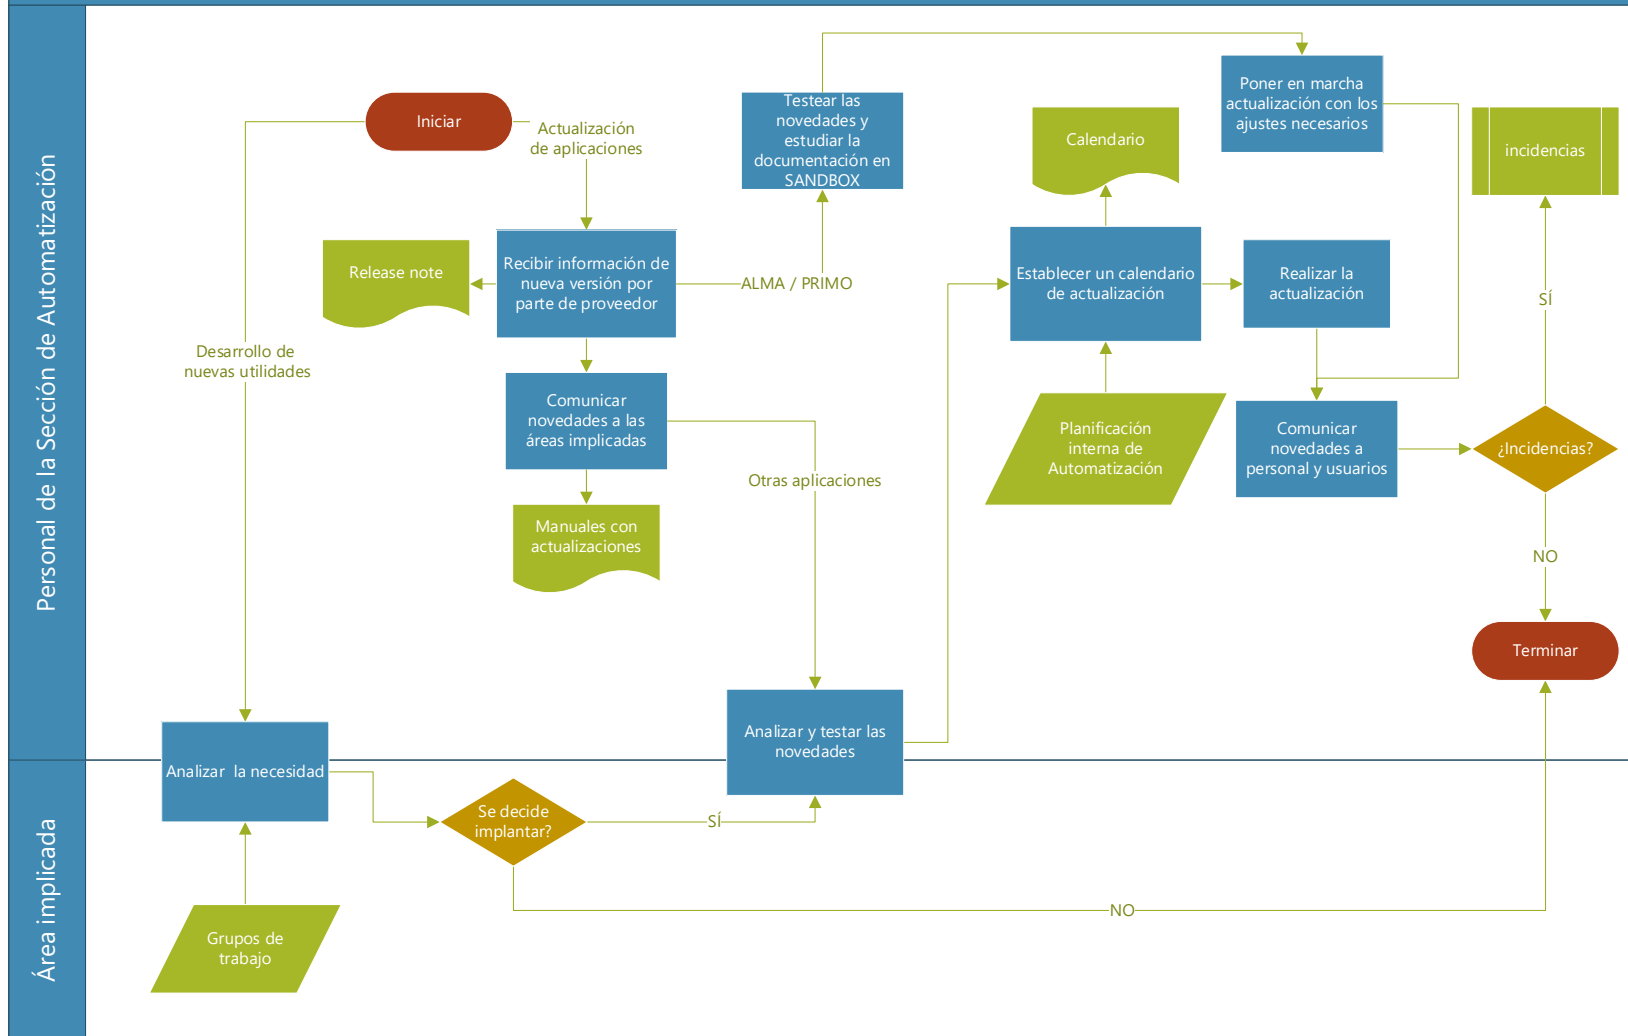 Personal de la Sección de Automatización
Iniciar
Actualización
de aplicaciones
Testear las
novedades y
estudiar la
documentación en
SANDBOX
Poner en marcha
actualización con los
ajustes necesarios
Calendario
incidencias
Release note
Recibir información de
nueva versión por
parte de proveedor
ALMA / PRIMO
Establecer un calendario
de actualización
Realizar la
actualización
SÍ
Desarrollo de
nuevas utilidades
Comunicar
novedades a las
áreas implicadas
Otras aplicaciones
Planificación
interna de
Automatización
Comunicar
novedades a
personal y usuarios
¿Incidencias?
Manuales con
actualizaciones
NO
Terminar
Analizar y testar las
novedades
Analizar  la necesidad
Área implicada
Se decide
implantar?
SÍ
NO
Grupos de
trabajo